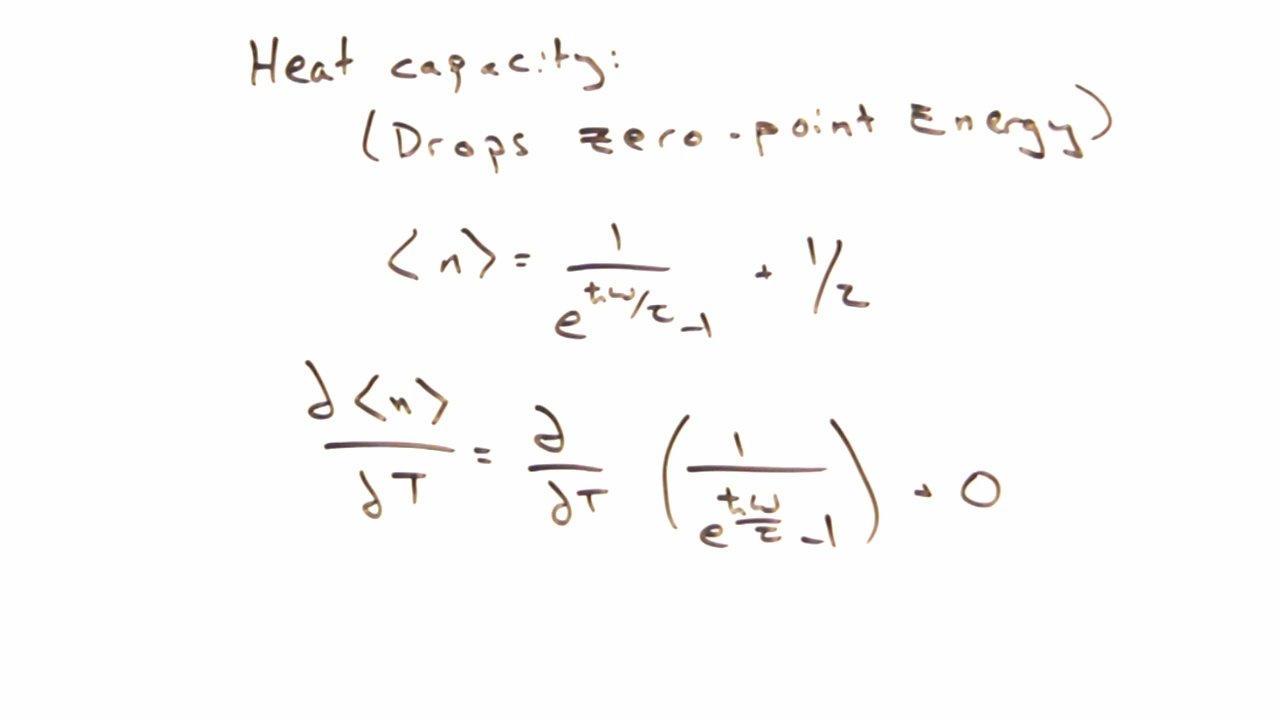 Heat capacity:
(Drops zero-point Energy)
⟨n⟩ = 1/(e^{ħω/τ} - 1) + 1/2
∂⟨n⟩/∂T = ∂/∂T (1/(e^{ħω/τ} - 1)) + 0